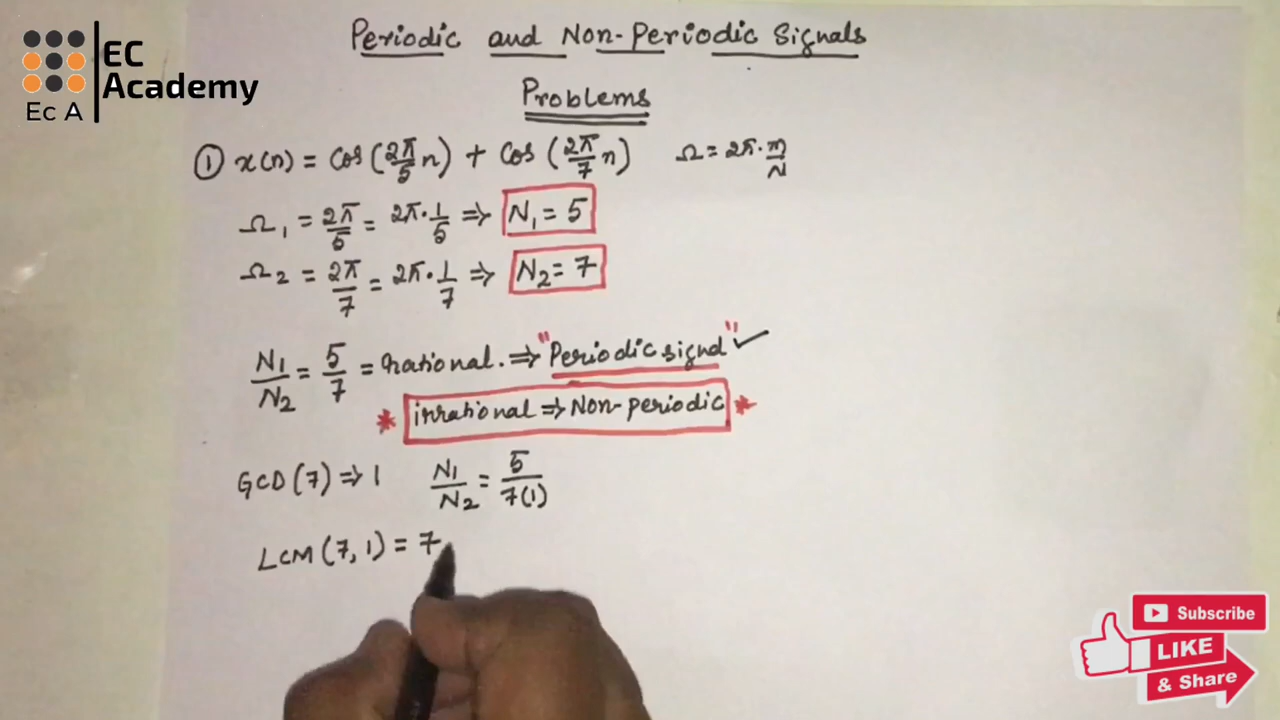 EC
Academy
Ec A
Periodic and Non-Periodic Signals
Problems
① x(n) = cos(2π/5 n) + cos(2π/7 n) Ω = 2π·m/N
Ω₁ = 2π/5 = 2π·1/5 ⇒ N₁ = 5
Ω₂ = 2π/7 = 2π·1/7 ⇒ N₂ = 7
N₁/N₂ = 5/7 = rational. ⇒ "Periodic signal" ✓
* irrational ⇒ Non-periodic *
GCD(7) ⇒ 1 N₁/N₂ = 5/7(1)
LCM(7,1) = 7
Subscribe
LIKE
& Share